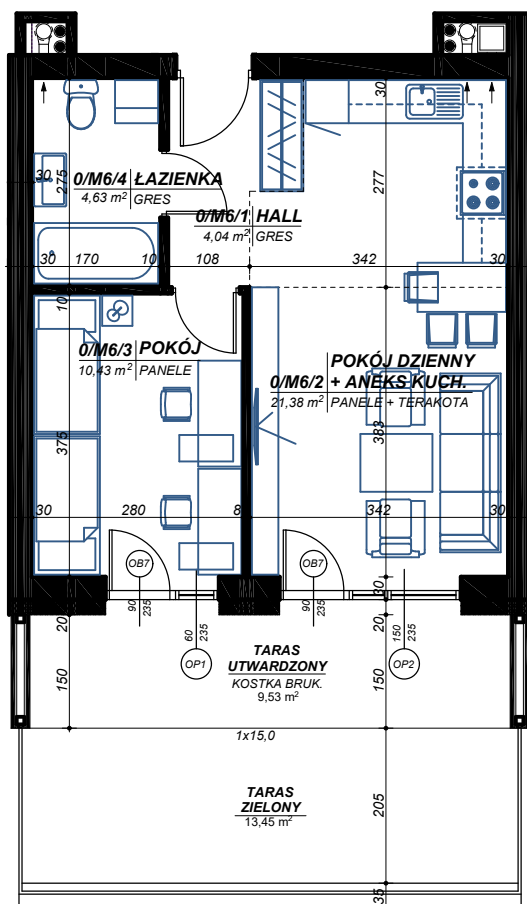 30
30
275
0/M6/4 ŁAZIENKA
4,63 m² GRES
277
0/M6/1 HALL
4,04 m² GRES
30 170 10 108 342 30
10
0/M6/3 POKÓJ
10,43 m² PANELE
POKÓJ DZIENNY
0/M6/2 + ANEKS KUCH.
21,38 m² PANELE + TERAKOTA
375
383
30 280 8 342 30
OB7
OB7
30
90
235
60
235
90
235
150
235
20
20
OP1
OP2
150
150
TARAS
UTWARDZONY
KOSTKA BRUK.
9,53 m²
1x15,0
TARAS
ZIELONY
13,45 m²
205
35